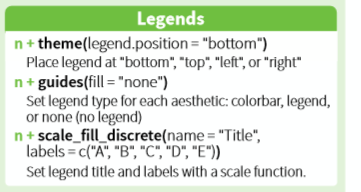 Legends
n + theme(legend.position = "bottom")
Place legend at "bottom", "top", "left", or "right"
n + guides(fill = "none")
Set legend type for each aesthetic: colorbar, legend,
or none (no legend)
n + scale_fill_discrete(name = "Title",
labels = c("A", "B", "C", "D", "E"))
Set legend title and labels with a scale function.